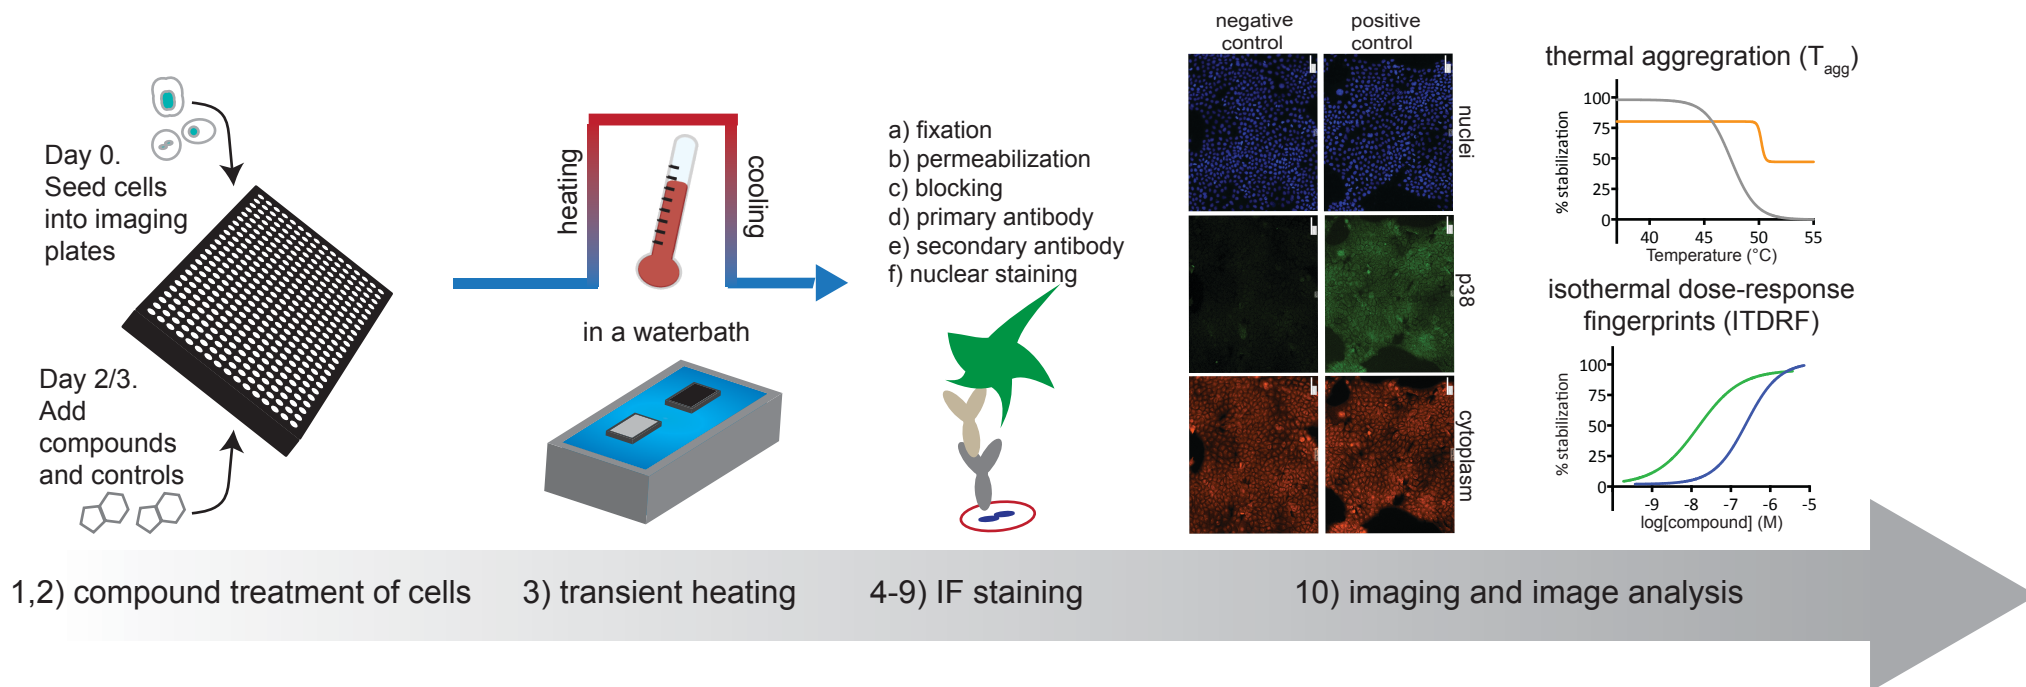 Day 0.
Seed cells
into imaging
plates
Day 2/3.
Add
compounds
and controls
heating
cooling
in a waterbath
a) fixation
b) permeabilization
c) blocking
d) primary antibody
e) secondary antibody
f) nuclear staining
negative
control
positive
control
nuclei
p38
cytoplasm
thermal aggregration (Tagg)
% stabilization
100
75
50
25
0
40 45 50 55
Temperature (°C)
isothermal dose-response
fingerprints (ITDRF)
% stabilization
100
75
50
25
0
-9 -8 -7 -6 -5
log[compound] (M)
1,2) compound treatment of cells
3) transient heating
4-9) IF staining
10) imaging and image analysis